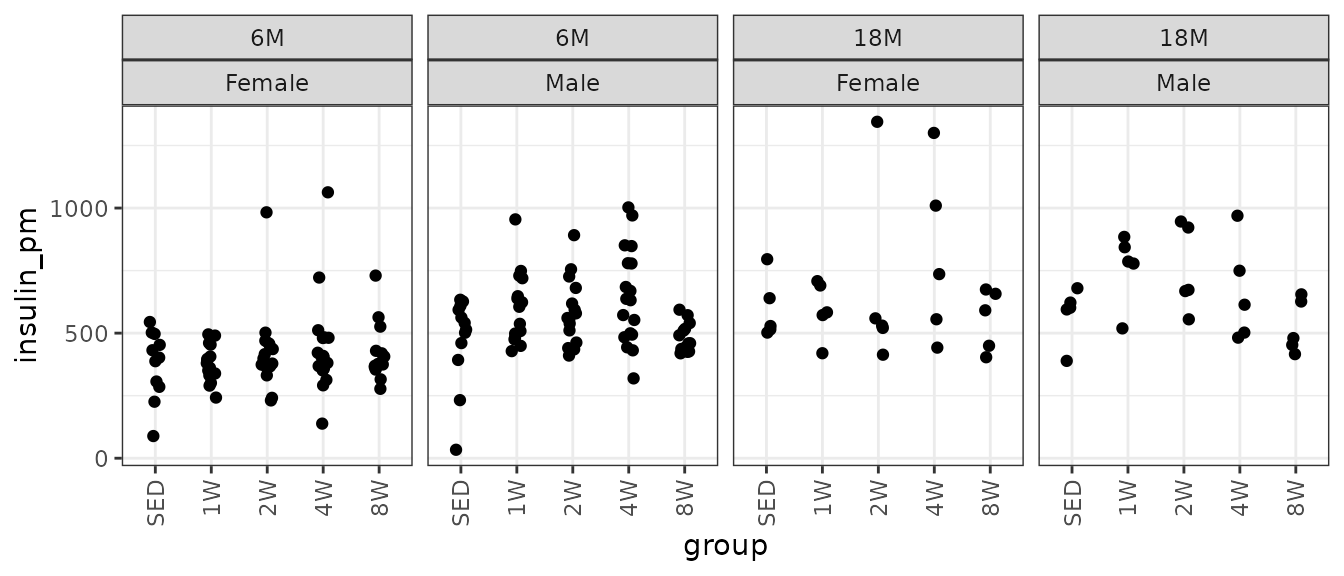 6M 6M 18M 18M
Female Male Female Male
insulin_pm
1000
500
0
SED 1W 2W 4W 8W SED 1W 2W 4W 8W SED 1W 2W 4W 8W SED 1W 2W 4W 8W
group